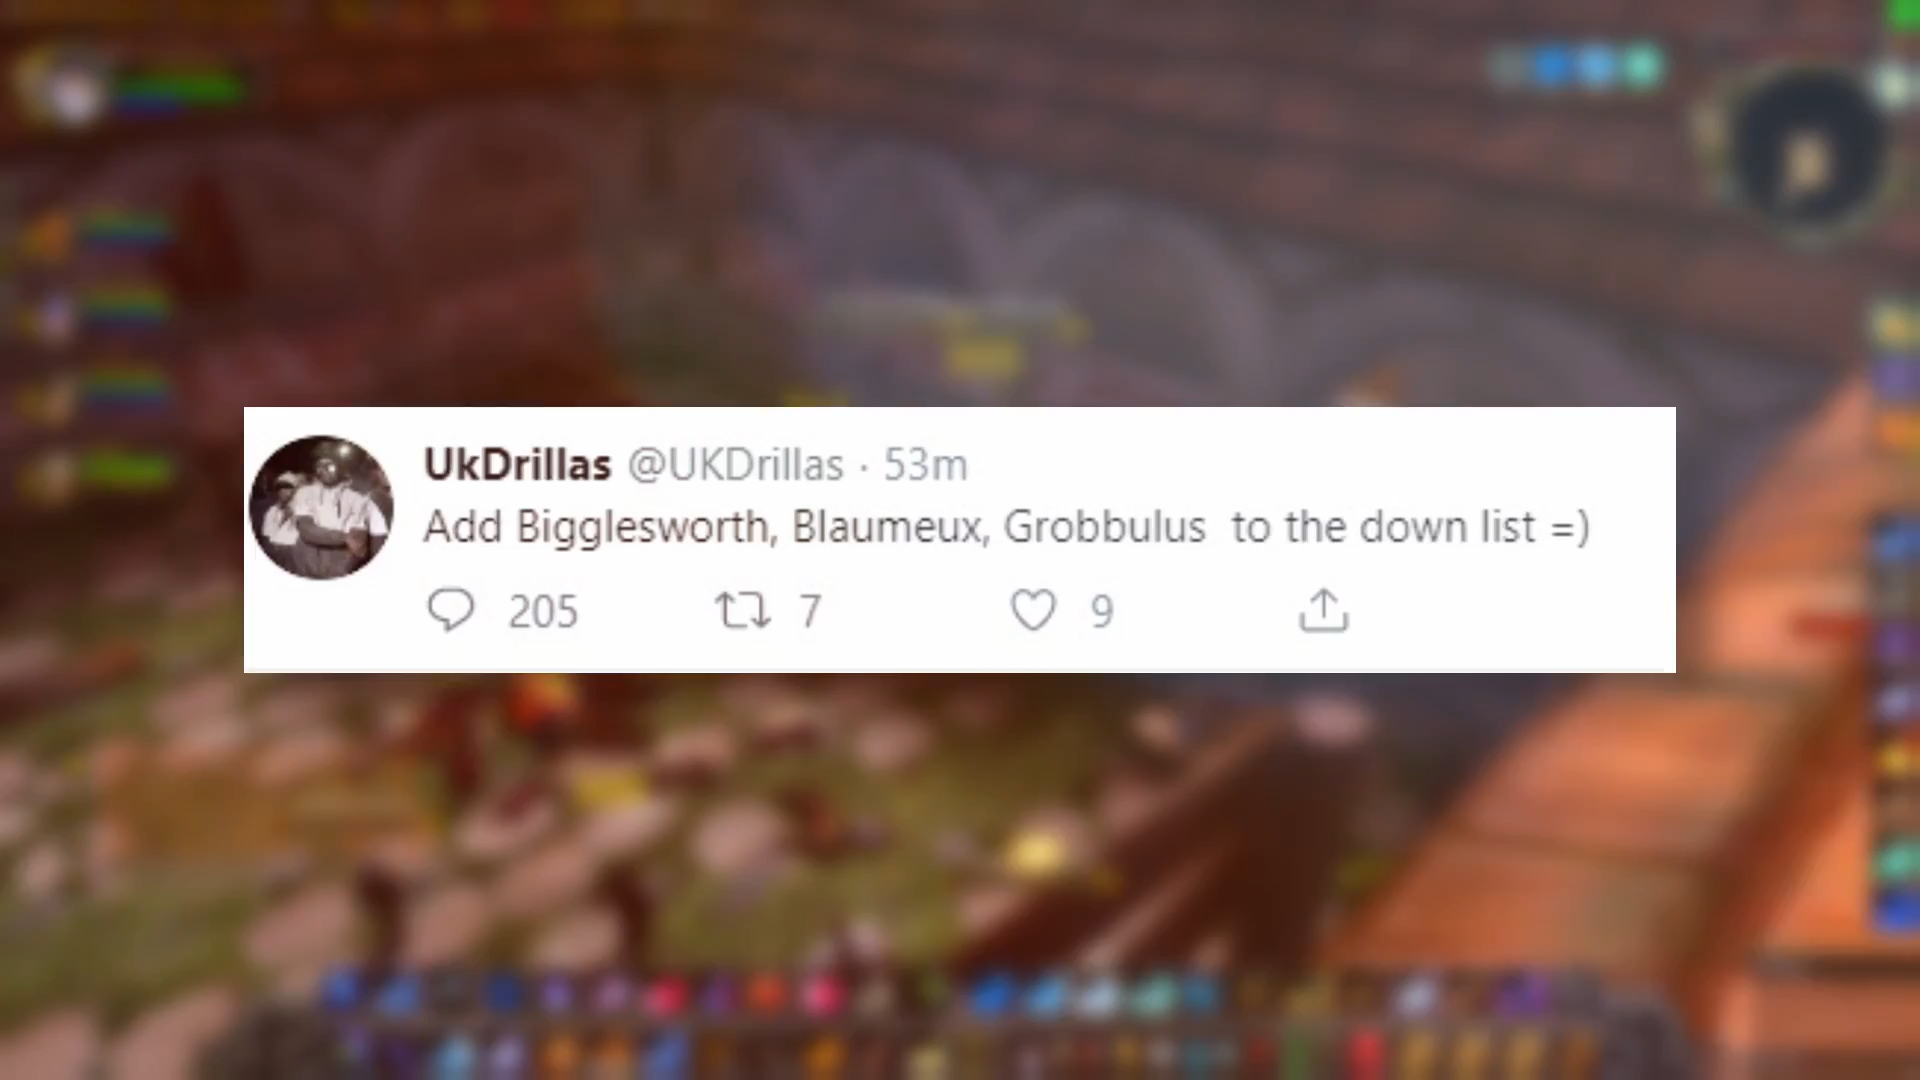 UkDrillas @UKDrillas · 53m
Add Bigglesworth, Blaumeux, Grobbulus  to the down list =)
205 7 9